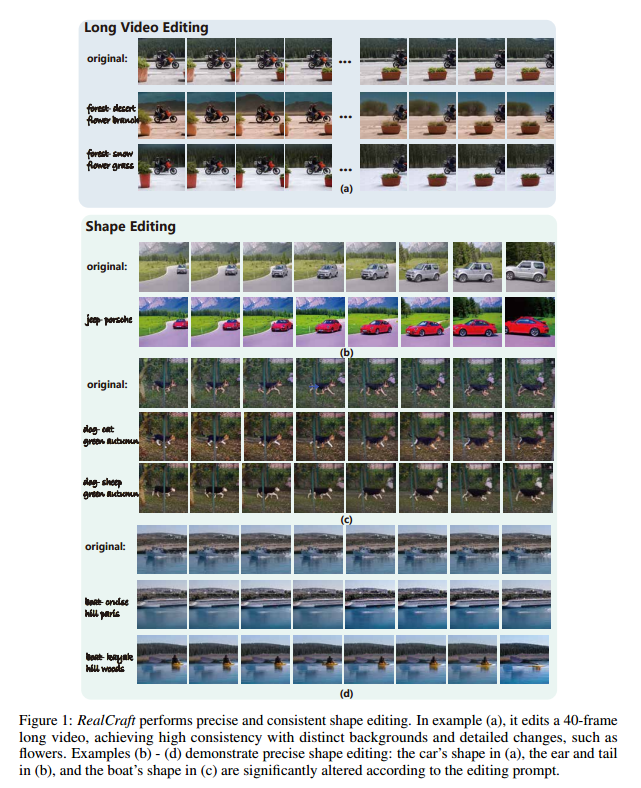 Long Video Editing
original:
...
forest desert
flower branch
...
forest snow
flower grass
...
(a)
Shape Editing
original:
jeep porsche
(b)
original:
dog cat
green autumn
dog sheep
green autumn
(c)
original:
boat cruise
hill paris
boat kayak
hill woods
(d)
Figure 1: RealCraft performs precise and consistent shape editing. In example (a), it edits a 40-frame
long video, achieving high consistency with distinct backgrounds and detailed changes, such as
flowers. Examples (b) - (d) demonstrate precise shape editing: the car's shape in (a), the ear and tail
in (b), and the boat's shape in (c) are significantly altered according to the editing prompt.